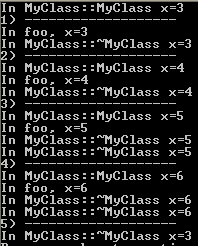 In MyClass::MyClass x=3
1) --------------------
In foo, x=3
In MyClass::~MyClass x=3
2) --------------------
In MyClass::MyClass x=4
In foo, x=4
In MyClass::~MyClass x=4
3) --------------------
In MyClass::MyClass x=5
In foo, x=5
In MyClass::~MyClass x=5
In MyClass::~MyClass x=5
4) --------------------
In MyClass::MyClass x=6
In foo, x=6
In MyClass::~MyClass x=6
In MyClass::~MyClass x=6
5) --------------------
In MyClass::~MyClass x=3